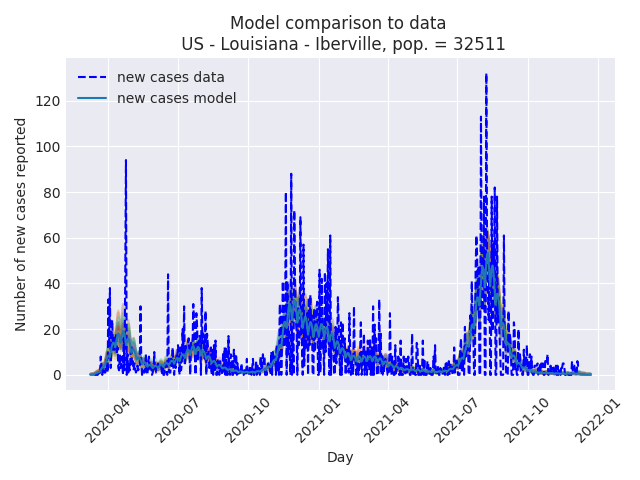 Model comparison to data
US - Louisiana - Iberville, pop. = 32511
new cases data
new cases model
Number of new cases reported
120
100
80
60
40
20
0
2020-04
2020-07
2020-10
2021-01
2021-04
2021-07
2021-10
2022-01
Day